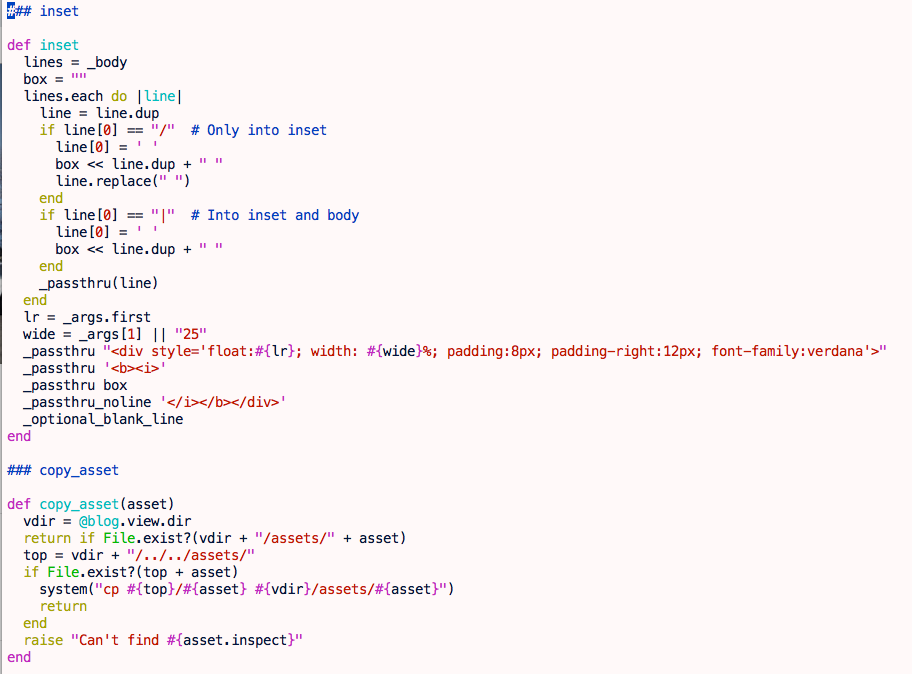 ### inset

def inset
  lines = _body
  box = ""
  lines.each do |line|
    line = line.dup
    if line[0] == "/"  # Only into inset
      line[0] = ' '
      box << line.dup + " "
      line.replace(" ")
    end
    if line[0] == "|"  # Into inset and body
      line[0] = ' '
      box << line.dup + " "
    end
    _passthru(line)
  end
  lr = _args.first
  wide = _args[1] || "25"
  _passthru "<div style='float:#{lr}; width: #{wide}%; padding:8px; padding-right:12px; font-family:verdana'>"
  _passthru '<b><i>'
  _passthru box
  _passthru_noline '</i></b></div>'
  _optional_blank_line
end

### copy_asset

def copy_asset(asset)
  vdir = @blog.view.dir
  return if File.exist?(vdir + "/assets/" + asset)
  top = vdir + "/../../assets/"
  if File.exist?(top + asset)
    system("cp #{top}/#{asset} #{vdir}/assets/#{asset}")
    return
  end
  raise "Can't find #{asset.inspect}"
end